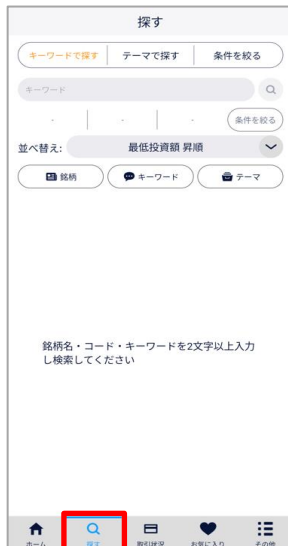 探す
キーワードで探す テーマで探す 条件を絞る
キーワード
- - - 条件を絞る
並べ替え: 最低投資額 昇順
銘柄 キーワード テーマ
銘柄名・コード・キーワードを2文字以上入力
し検索してください
ホーム 探す 取引状況 お気に入り その他